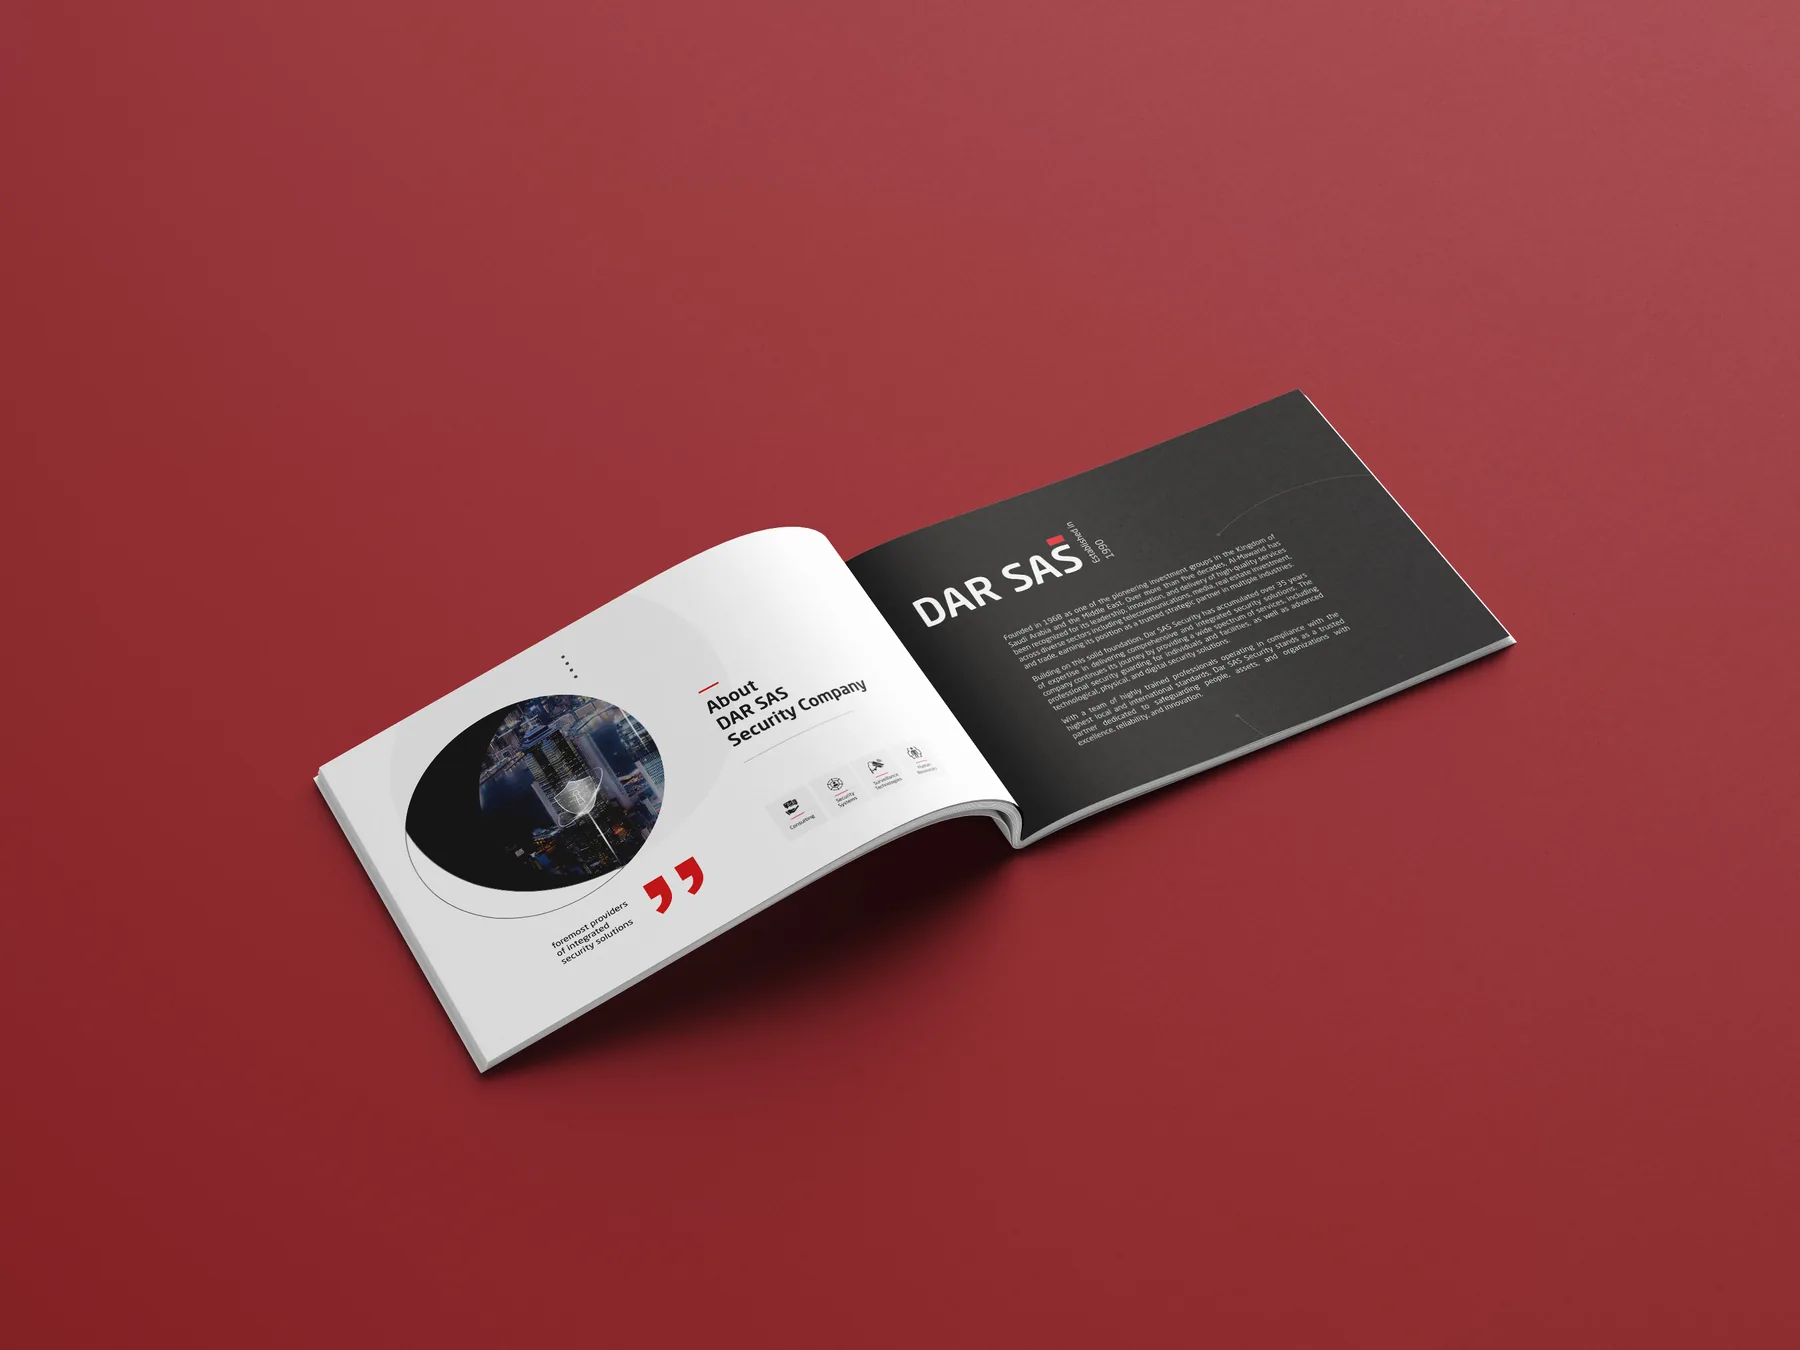 About
DAR SAS
Security Company
Consulting
Security
Systems
Surveillance
Technologies
Human
Resources
foremost providers
of integrated
security solutions
DAR SAS
Established in
1990
Founded in 1968 as one of the pioneering investment groups in the Kingdom of
Saudi Arabia and the Middle East. Over more than five decades, Al-Mawarid has
been recognized for its leadership, innovation, and delivery of high-quality services
across diverse sectors including telecommunications, media, real estate investment,
and trade, earning its position as a trusted strategic partner in multiple industries.
Building on this solid foundation, Dar SAS Security has accumulated over 35 years
of expertise in delivering comprehensive and integrated security solutions. The
company continues its journey by providing a wide spectrum of services, including
professional security guarding for individuals and facilities, as well as advanced
technological, physical, and digital security solutions.
With a team of highly trained professionals operating in compliance with the
highest local and international standards, Dar SAS Security stands as a trusted
partner dedicated to safeguarding people, assets, and organizations with
excellence, reliability, and innovation.